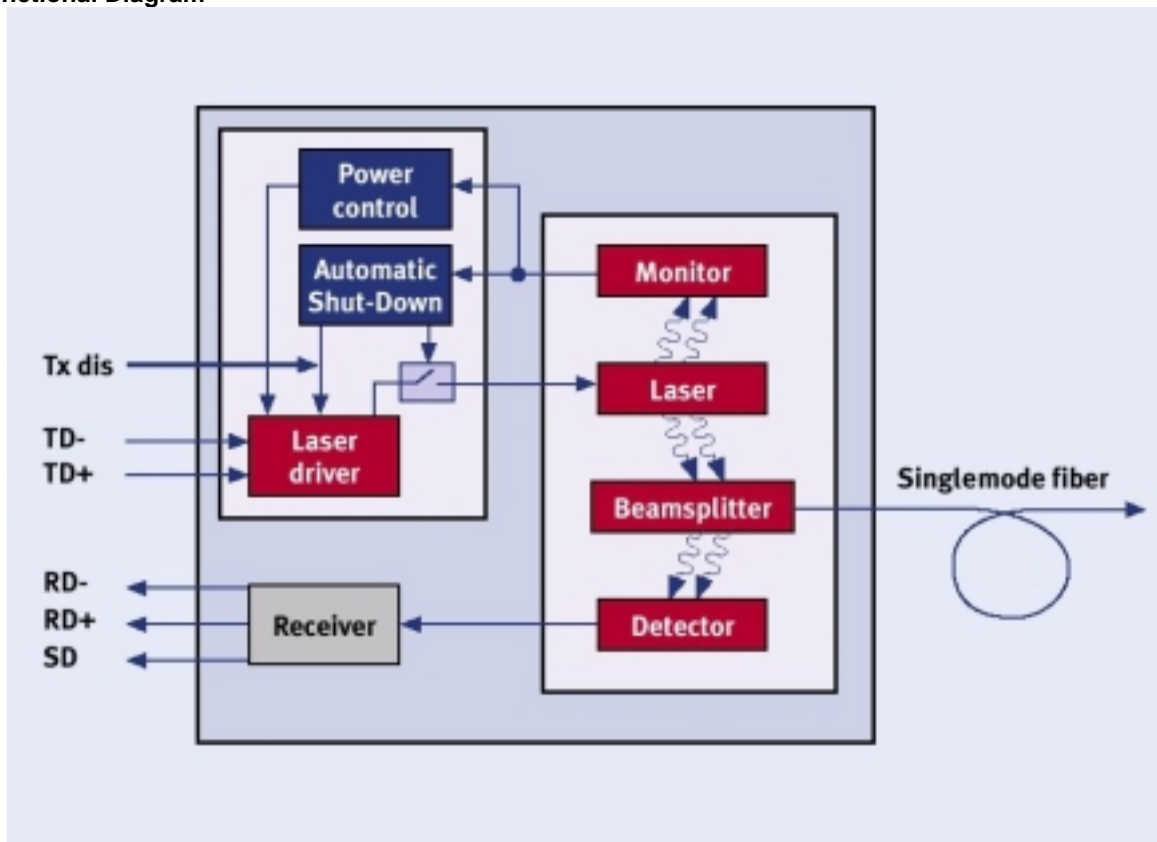 Power
control
Automatic
Shut-Down
Monitor
Tx dis
Laser
TD-
TD+
Laser
driver
Singlemode fiber
Beamsplitter
RD-
RD+
SD
Receiver
Detector